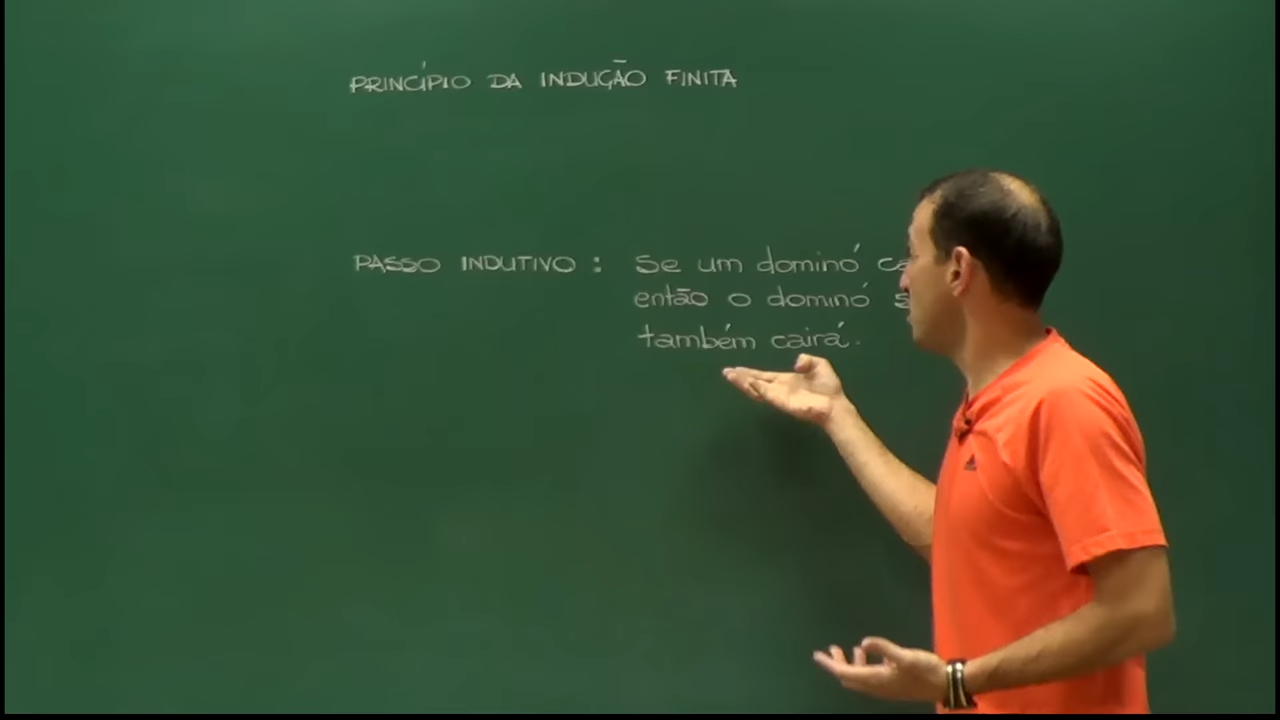 PRINCÍPIO DA INDUÇÃO FINITA
PASSO INDUTIVO : Se um dominó
então o dominó
também cairá.